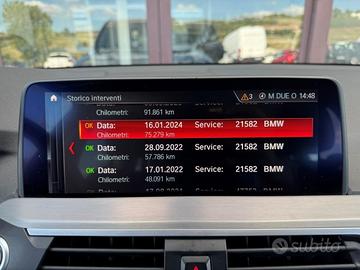 Storico interventi
3 M DUE O 14:48
Chilometri: 91.861 km
OK Data: 16.01.2024 Service: 21582 BMW
Chilometri: 75.279 km
OK Data: 28.09.2022 Service: 21582 BMW
Chilometri: 57.786 km
OK Data: 17.01.2022 Service: 21582 BMW
Chilometri: 48.091 km
subito